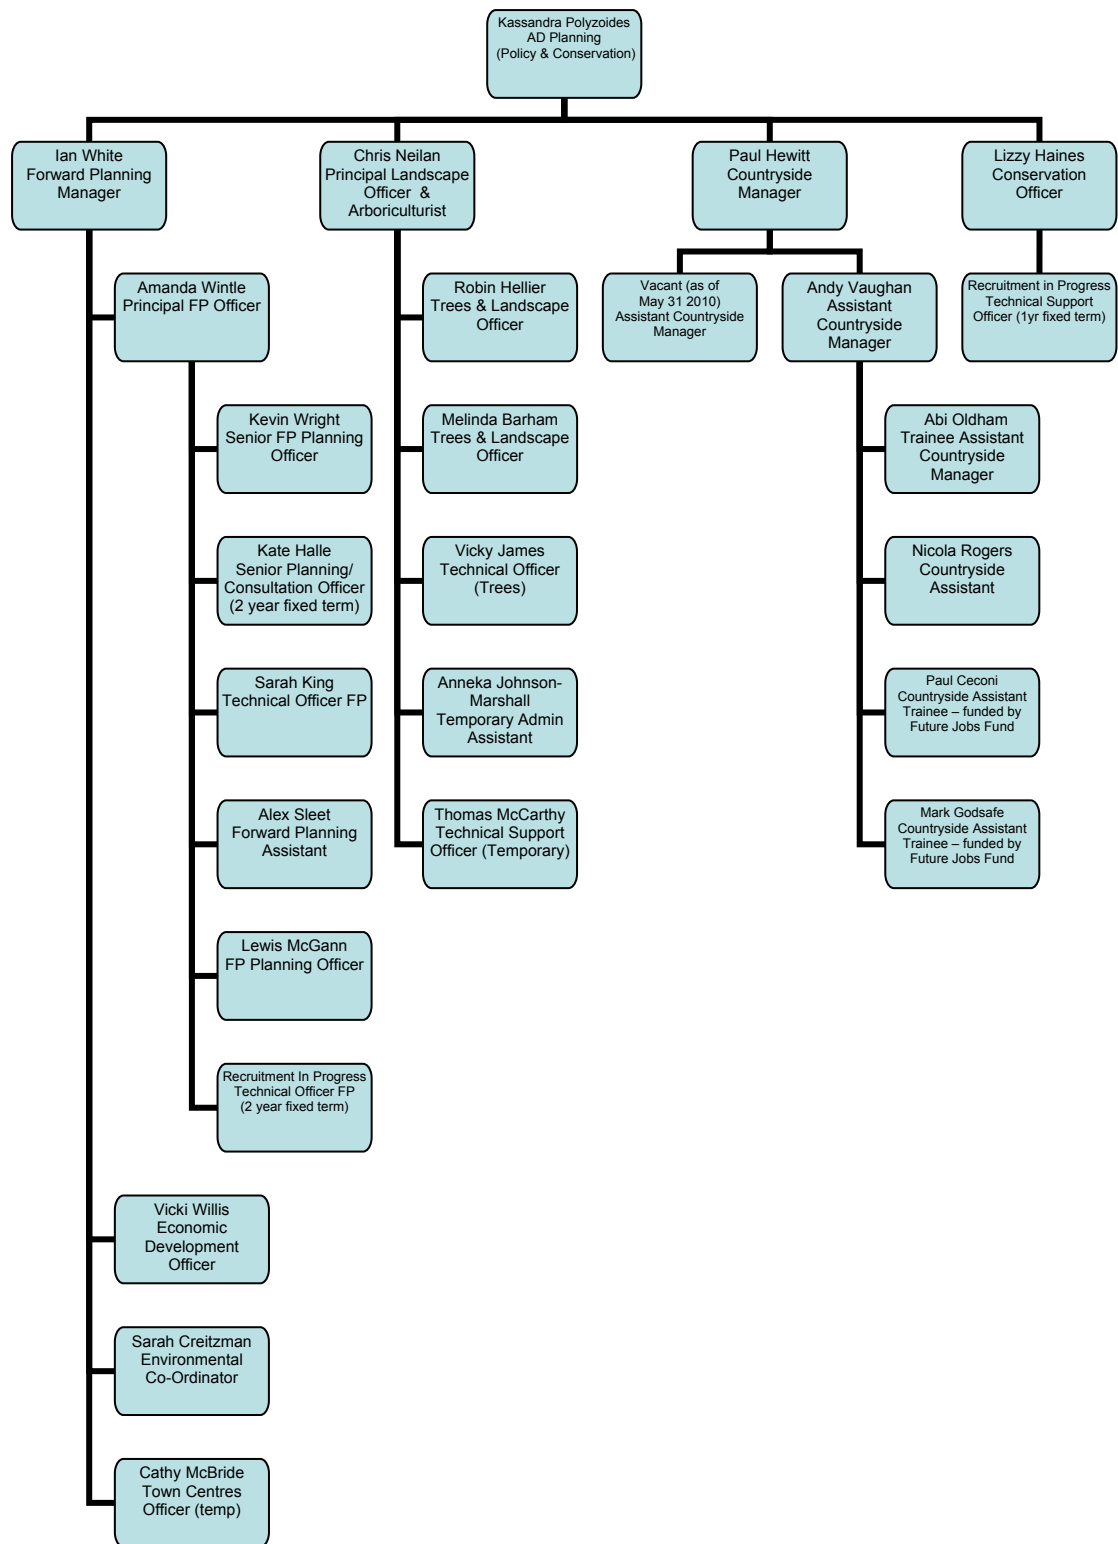 Kassandra Polyzoides
AD Planning
(Policy & Conservation)
Ian White
Forward Planning
Manager
Chris Neilan
Principal Landscape
Officer &
Arboriculturist
Paul Hewitt
Countryside
Manager
Lizzy Haines
Conservation
Officer
Amanda Wintle
Principal FP Officer
Robin Hellier
Trees & Landscape
Officer
Vacant (as of
May 31 2010)
Assistant Countryside
Manager
Andy Vaughan
Assistant
Countryside
Manager
Recruitment in Progress
Technical Support
Officer (1yr fixed term)
Kevin Wright
Senior FP Planning
Officer
Melinda Barham
Trees & Landscape
Officer
Abi Oldham
Trainee Assistant
Countryside
Manager
Kate Halle
Senior Planning/
Consultation Officer
(2 year fixed term)
Vicky James
Technical Officer
(Trees)
Nicola Rogers
Countryside
Assistant
Sarah King
Technical Officer FP
Anneka Johnson-
Marshall
Temporary Admin
Assistant
Paul Ceconi
Countryside Assistant
Trainee – funded by
Future Jobs Fund
Alex Sleet
Forward Planning
Assistant
Thomas McCarthy
Technical Support
Officer (Temporary)
Mark Godsafe
Countryside Assistant
Trainee – funded by
Future Jobs Fund
Lewis McGann
FP Planning Officer
Recruitment In Progress
Technical Officer FP
(2 year fixed term)
Vicki Willis
Economic
Development
Officer
Sarah Creitzman
Environmental
Co-Ordinator
Cathy McBride
Town Centres
Officer (temp)